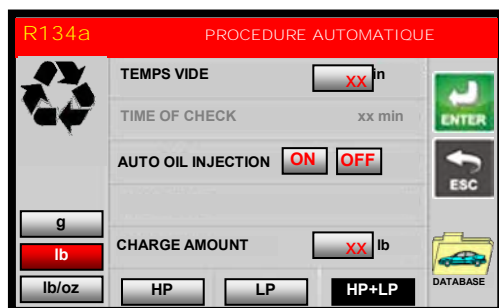 R134a PROCEDURE AUTOMATIQUE
TEMPS VIDE xx in
TIME OF CHECK xx min
ENTER
AUTO OIL INJECTION ON OFF
ESC
g
CHARGE AMOUNT xx lb
lb
lb/oz HP LP HP+LP
DATABASE